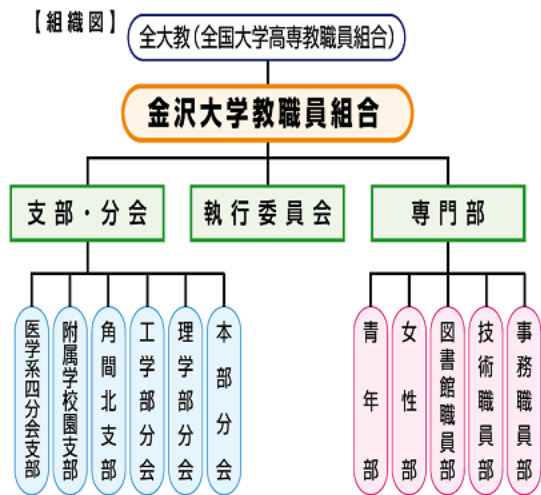 【組織図】
全大教(全国大学高専教職員組合)
金沢大学教職員組合
支部・分会
執行委員会
専門部
医学系四分会支部
附属学校園支部
角間北支部
工学部分会
理学部分会
本部分会
青年部
女性部
図書館職員部
技術職員部
事務職員部